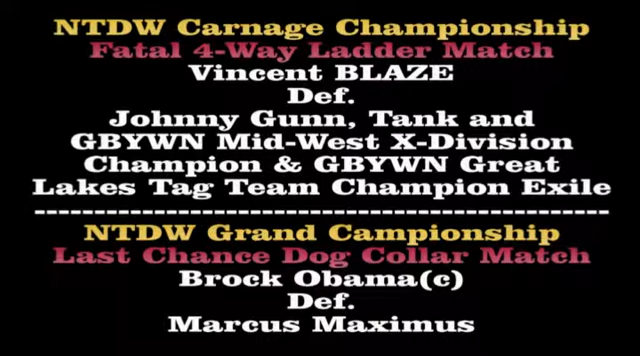 NTDW Carnage Championship
Fatal 4-Way Ladder Match
Vincent BLAZE
Def.
Johnny Gunn, Tank and
GBYWN Mid-West X-Division
Champion & GBYWN Great
Lakes Tag Team Champion Exile
------------------------------------------------
NTDW Grand Campionship
Last Chance Dog Collar Match
Brock Obama(c)
Def.
Marcus Maximus